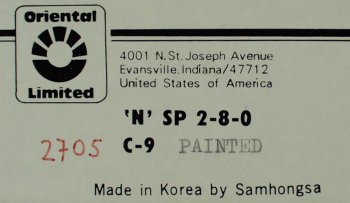 Oriental
Limited
4001 N.St. Joseph Avenue
Evansville, Indiana/47712
United States of America
'N' SP 2-8-0
2705 C-9 PAINTED
Made in Korea by Samhongsa